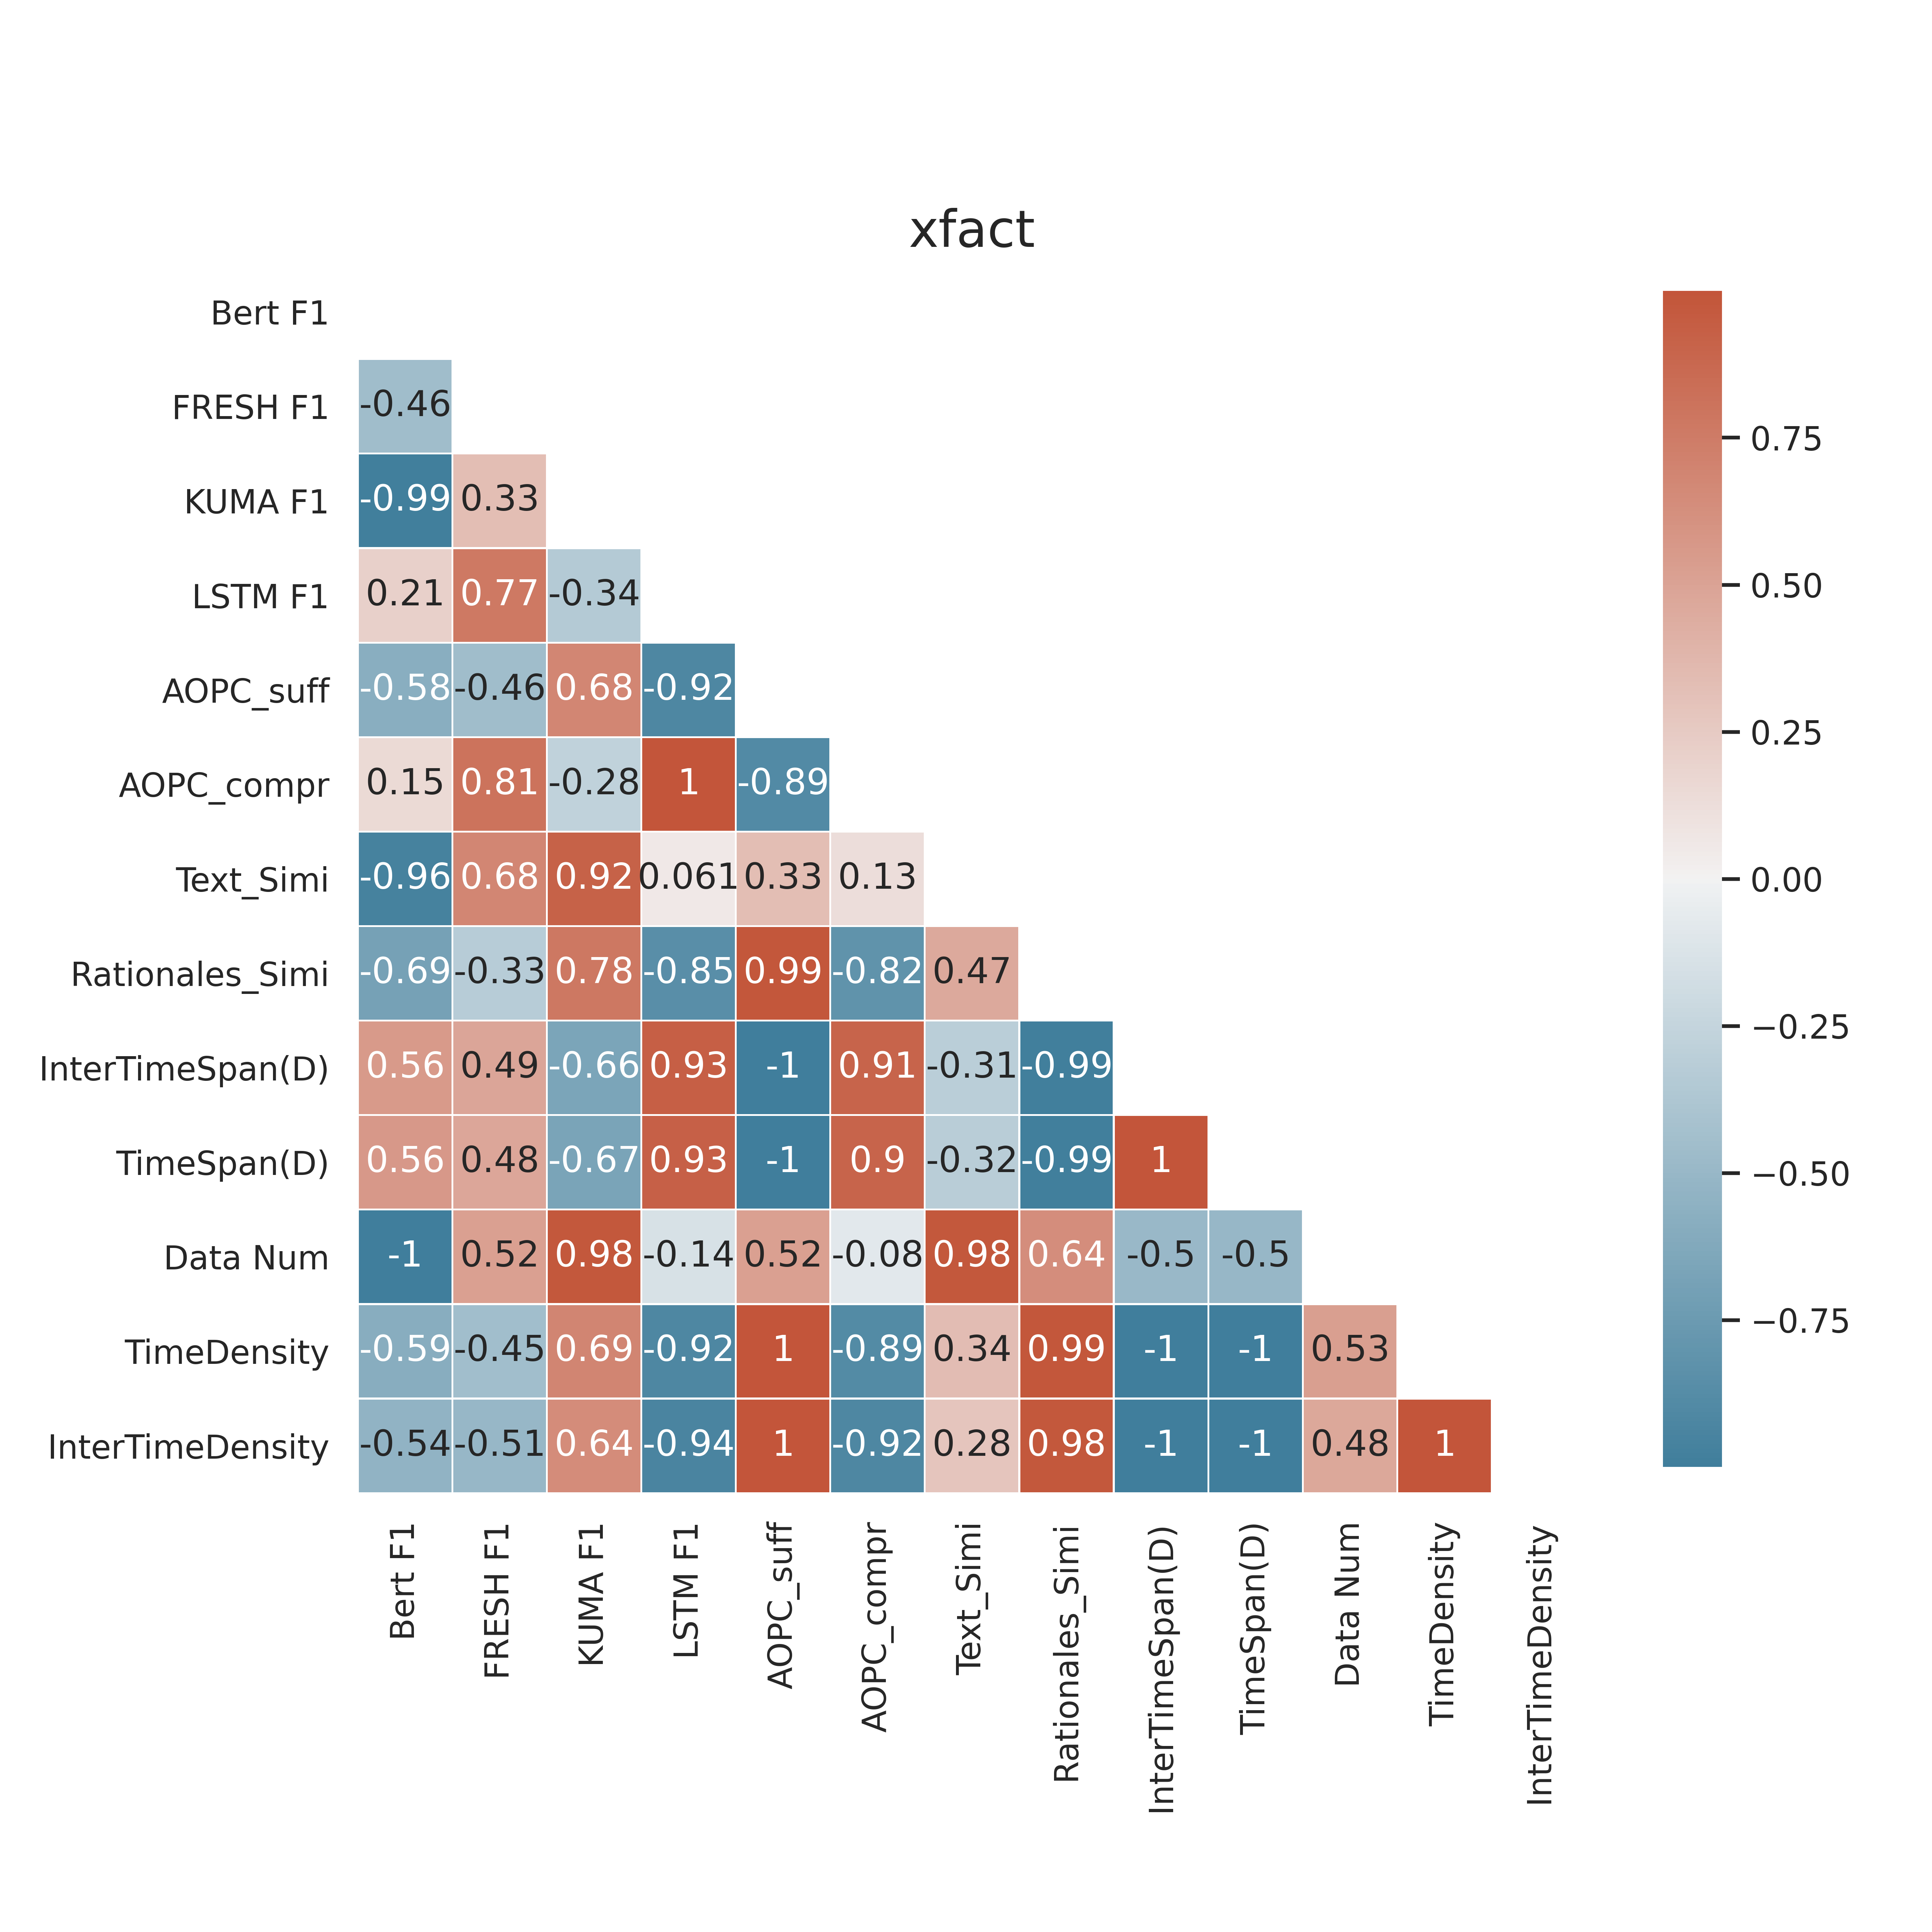 xfact
Bert F1
FRESH F1 -0.46
KUMA F1 -0.99 0.33
LSTM F1 0.21 0.77 -0.34
AOPC_suff -0.58 -0.46 0.68 -0.92
AOPC_compr 0.15 0.81 -0.28 1 -0.89
Text_Simi -0.96 0.68 0.92 0.061 0.33 0.13
Rationales_Simi -0.69 -0.33 0.78 -0.85 0.99 -0.82 0.47
InterTimeSpan(D) 0.56 0.49 -0.66 0.93 -1 0.91 -0.31 -0.99
TimeSpan(D) 0.56 0.48 -0.67 0.93 -1 0.9 -0.32 -0.99 1
Data Num -1 0.52 0.98 -0.14 0.52 -0.08 0.98 0.64 -0.5 -0.5
TimeDensity -0.59 -0.45 0.69 -0.92 1 -0.89 0.34 0.99 -1 -1 0.53
InterTimeDensity -0.54 -0.51 0.64 -0.94 1 -0.92 0.28 0.98 -1 -1 0.48 1
Bert F1
FRESH F1
KUMA F1
LSTM F1
AOPC_suff
AOPC_compr
Text_Simi
Rationales_Simi
InterTimeSpan(D)
TimeSpan(D)
Data Num
TimeDensity
InterTimeDensity
0.75
0.50
0.25
0.00
−0.25
−0.50
−0.75